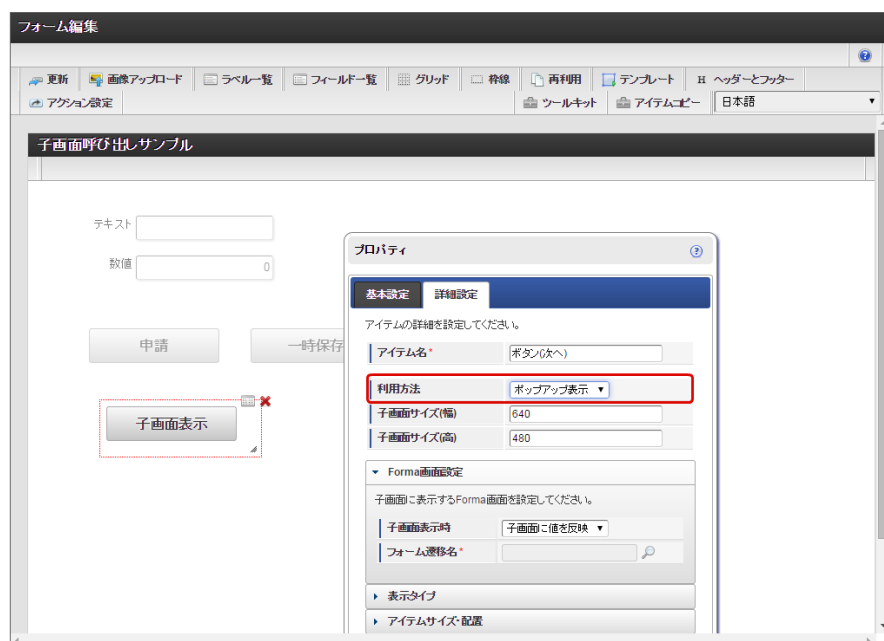 フォーム編集
更新 画像アップロード ラベル一覧 フィールド一覧 グリッド 枠線 再利用 テンプレート H ヘッダーとフッター
アクション設定 ツールキット アイテムコピー 日本語
子画面呼び出しサンプル
テキスト
数値 0
申請 一時保存
子画面表示
プロパティ
基本設定 詳細設定
アイテムの詳細を設定してください。
アイテム名* ボタン(次へ)
利用方法 ポップアップ表示
子画面サイズ(幅) 640
子画面サイズ(高) 480
Forma画面設定
子画面に表示するForma画面を設定してください。
子画面表示時 子画面に値を反映
フォーム遷移名*
表示タイプ
アイテムサイズ・配置